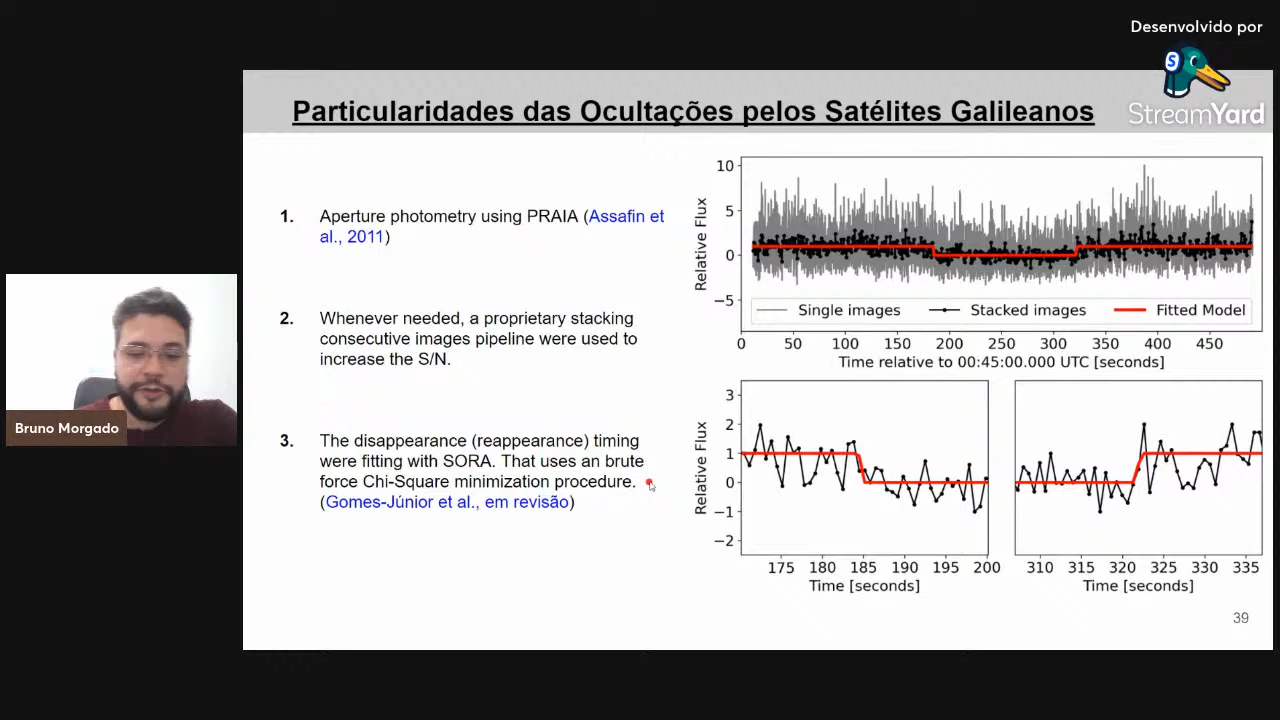 Desenvolvido por
StreamYard
Particularidades das Ocultações pelos Satélites Galileanos
1. Aperture photometry using PRAIA (Assafin et
al., 2011)
2. Whenever needed, a proprietary stacking
consecutive images pipeline were used to
increase the S/N.
3. The disappearance (reappearance) timing
were fitting with SORA. That uses an brute
force Chi-Square minimization procedure.
(Gomes-Júnior et al., em revisão)
Bruno Morgado
Relative Flux
10
5
0
−5
Single images
Stacked images
Fitted Model
0 50 100 150 200 250 300 350 400 450
Time relative to 00:45:00.000 UTC [seconds]
Relative Flux
3
2
1
0
−1
−2
175 180 185 190 195 200
Time [seconds]
310 315 320 325 330 335
Time [seconds]
39